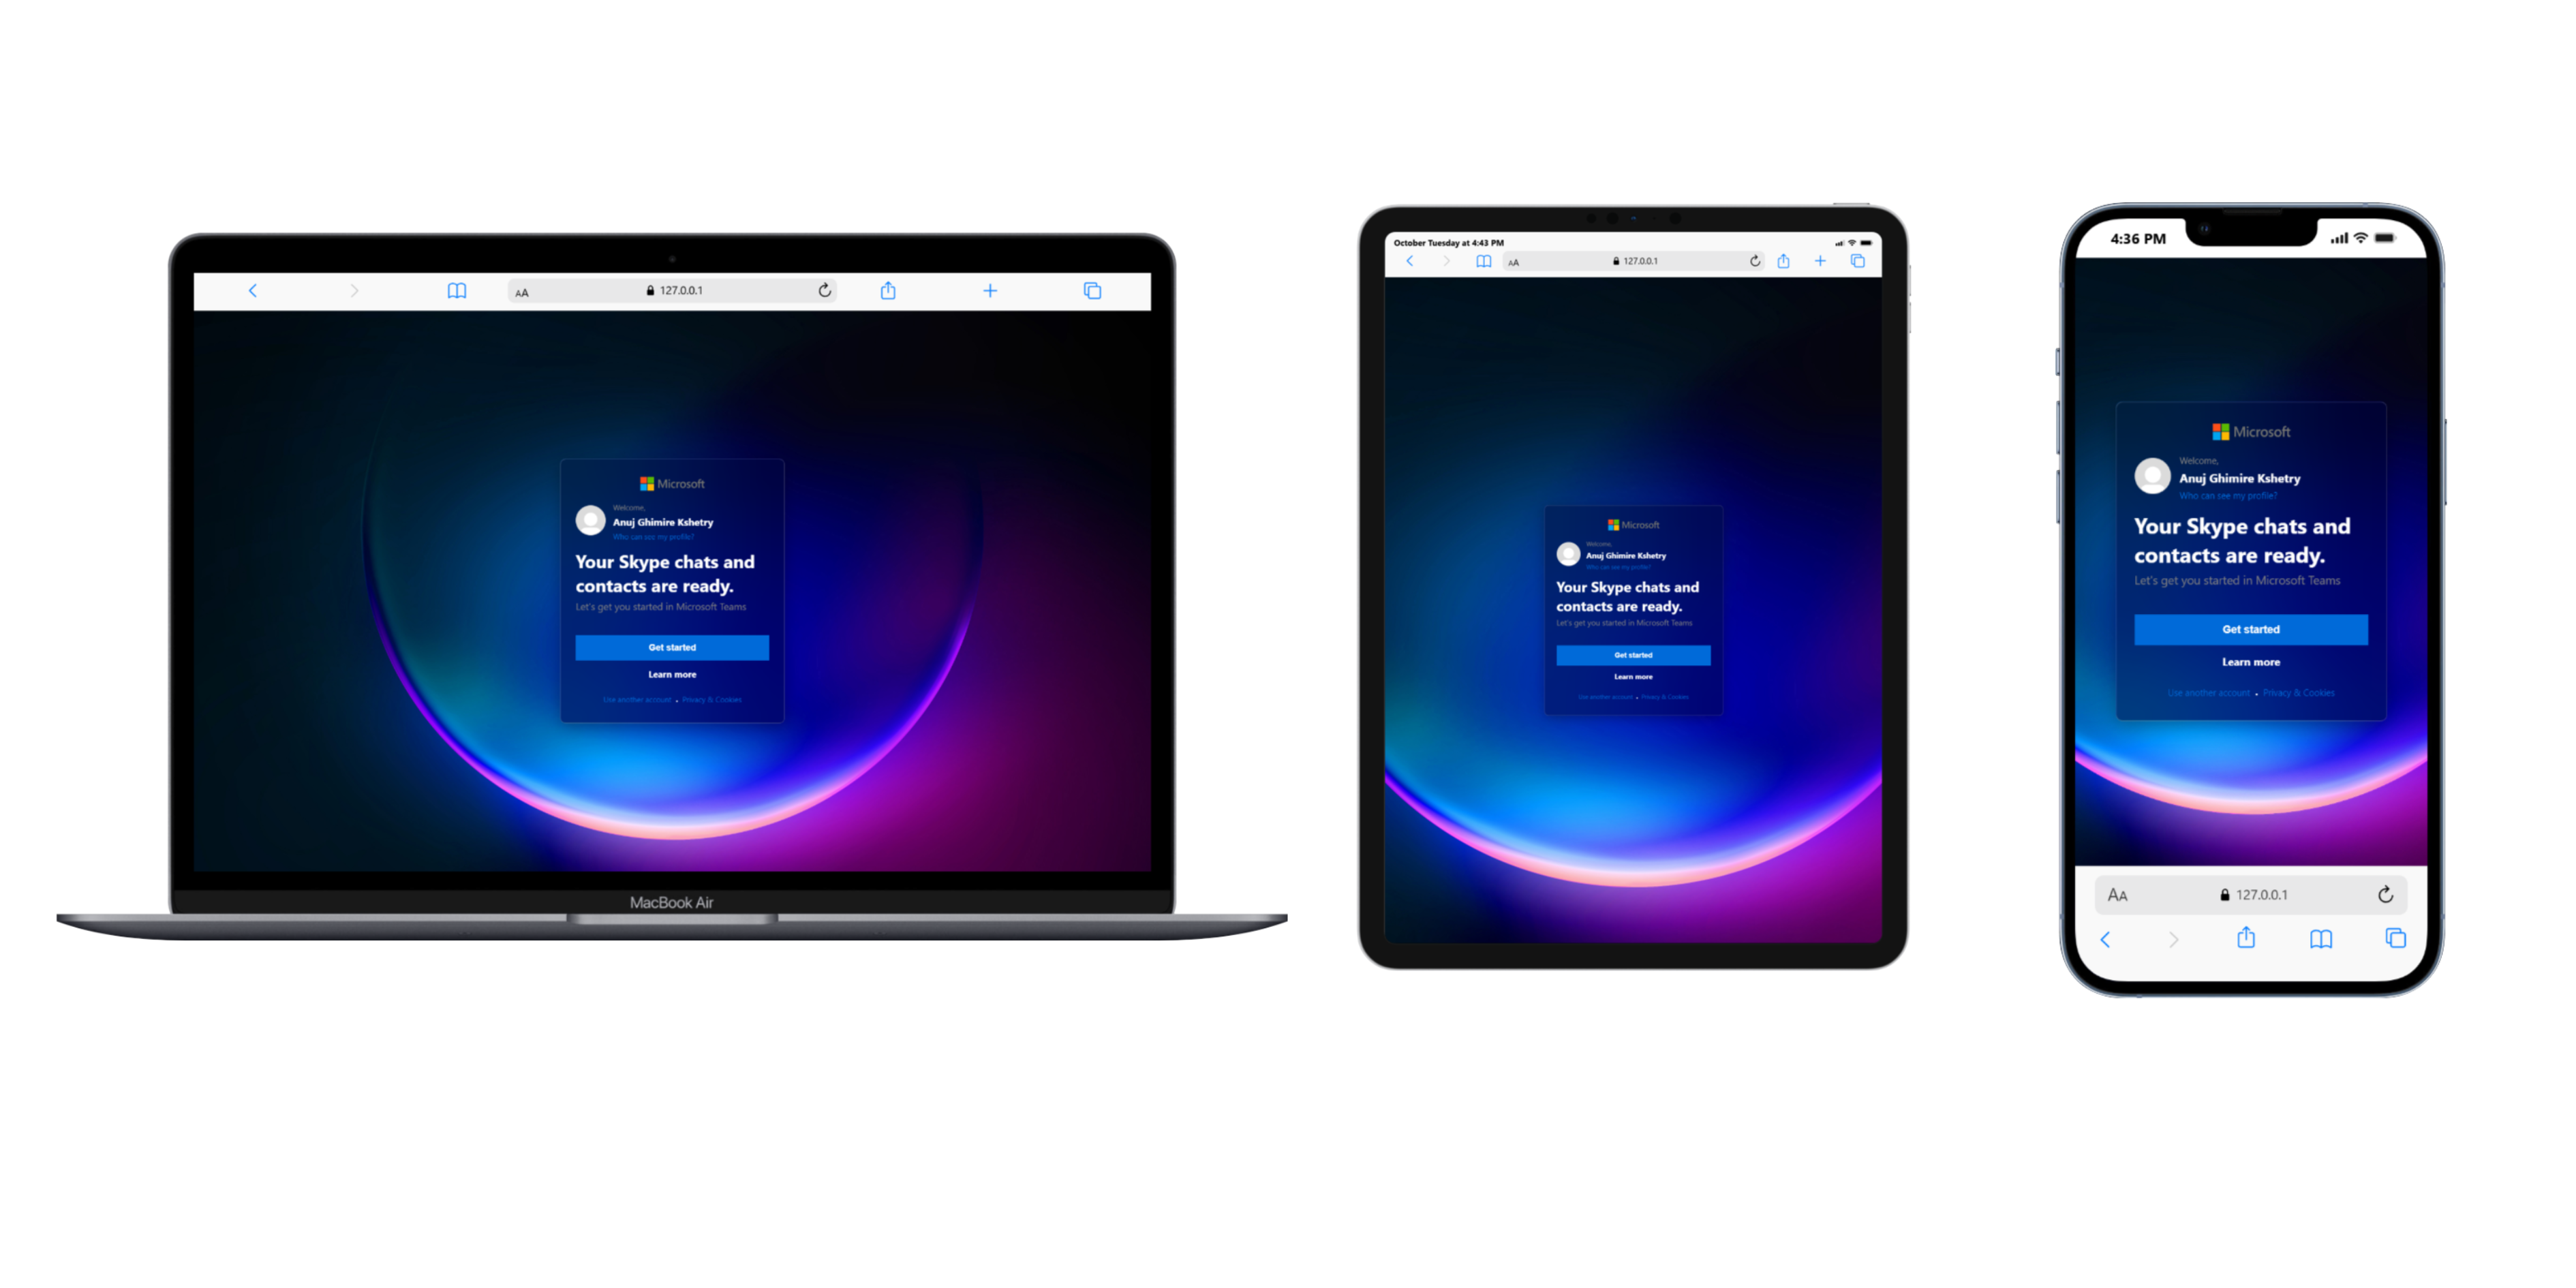 AA
127.0.0.1
Microsoft
Welcome,
Anuj Ghimire Kshetry
Who can see my profile?
Your Skype chats and
contacts are ready.
Let's get you started in Microsoft Teams
Get started
Learn more
Use another account • Privacy & Cookies
MacBook Air
October Tuesday at 4:43 PM
AA
127.0.0.1
Microsoft
Welcome,
Anuj Ghimire Kshetry
Who can see my profile?
Your Skype chats and
contacts are ready.
Let's get you started in Microsoft Teams
Get started
Learn more
Use another account • Privacy & Cookies
4:36 PM
Microsoft
Welcome,
Anuj Ghimire Kshetry
Who can see my profile?
Your Skype chats and
contacts are ready.
Let's get you started in Microsoft Teams
Get started
Learn more
Use another account • Privacy & Cookies
AA
127.0.0.1